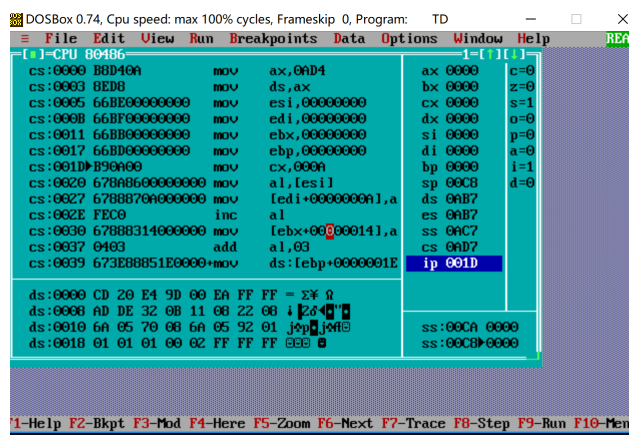 DOSBox 0.74, Cpu speed: max 100% cycles, Frameskip 0, Program: TD
≡ File Edit View Run Breakpoints Data Options Window Help REA
[■]=CPU 80486 1=[↑][↓]
cs:0000 B8D40A mov ax,0AD4 ax 0000 c=0
cs:0003 8ED8 mov ds,ax bx 0000 z=0
cs:0005 66BE00000000 mov esi,00000000 cx 0000 s=1
cs:000B 66BF00000000 mov edi,00000000 dx 0000 o=0
cs:0011 66BB00000000 mov ebx,00000000 si 0000 p=0
cs:0017 66BD00000000 mov ebp,00000000 di 0000 a=0
cs:001D▶B90A00 mov cx,000A bp 0000 i=1
cs:0020 678A8600000000 mov al,[esi] sp 00C8 d=0
cs:0027 6788870A000000 mov [edi+0000000A],a ds 0AB7
cs:002E FEC0 inc al es 0AB7
cs:0030 67888314000000 mov [ebx+00000014],a ss 0AC7
cs:0037 0403 add al,03 cs 0AD7
cs:0039 673E88851E0000+mov ds:[ebp+0000001E ip 001D
ds:0000 CD 20 E4 9D 00 EA FF FF = Σ¥ Ω
ds:0008 AD DE 32 0B 11 08 22 08
ds:0010 6A 05 70 08 6A 05 92 01 ss:00CA 0000
ds:0018 01 01 01 00 02 FF FF FF ☺☺☺ ☻ ss:00C8▶0000
1-Help F2-Bkpt F3-Mod F4-Here F5-Zoom F6-Next F7-Trace F8-Step F9-Run F10-Men